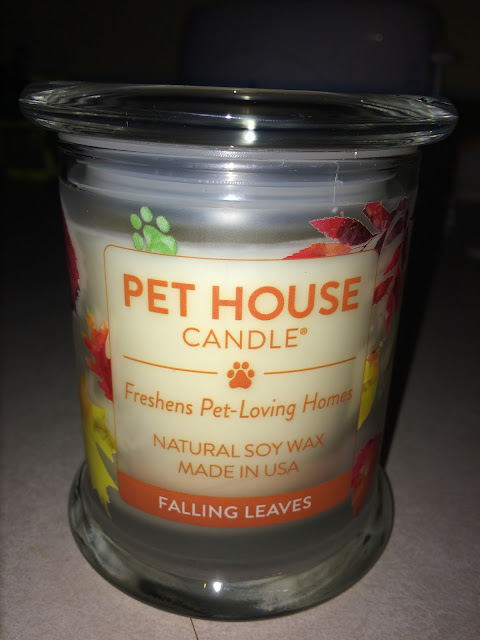 PET HOUSE
CANDLE®
Freshens Pet-Loving Homes
NATURAL SOY WAX
MADE IN USA
FALLING LEAVES